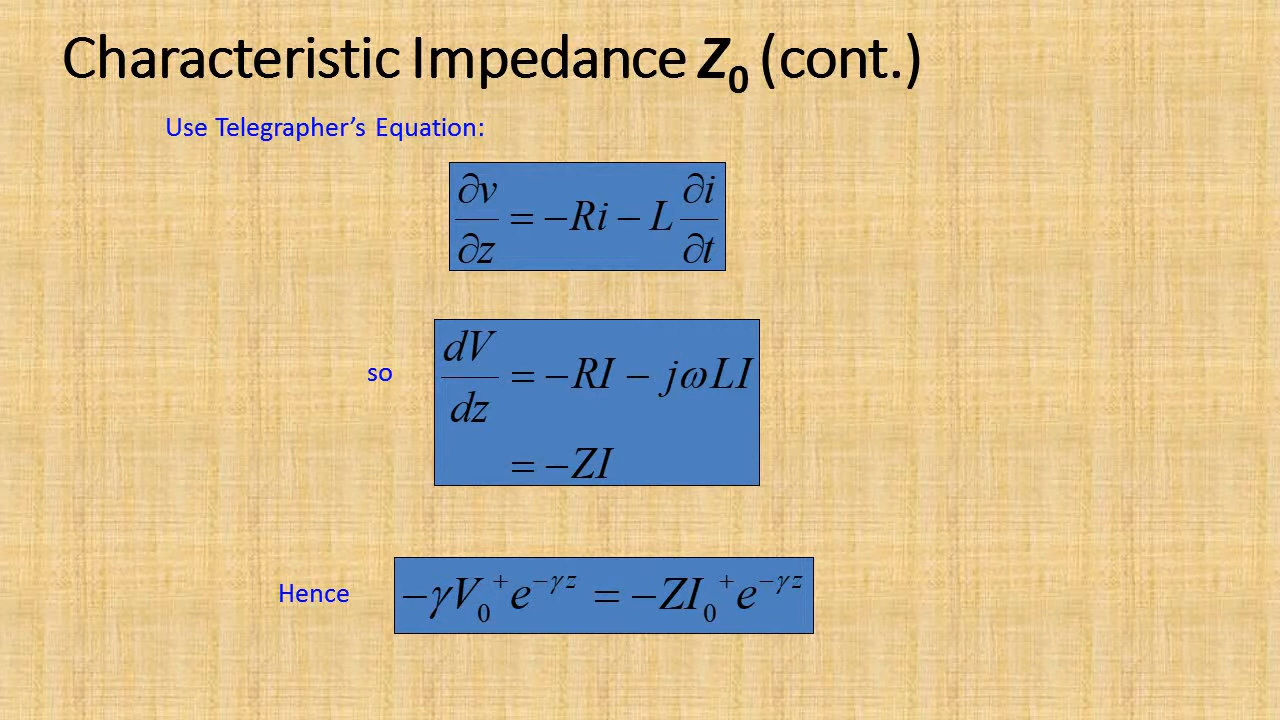 Characteristic Impedance Z₀ (cont.)
Use Telegrapher's Equation:
∂v/∂z = −Ri − L ∂i/∂t
so dV/dz = −RI − jωLI
= −ZI
Hence −γV₀⁺e^(−γz) = −ZI₀⁺e^(−γz)